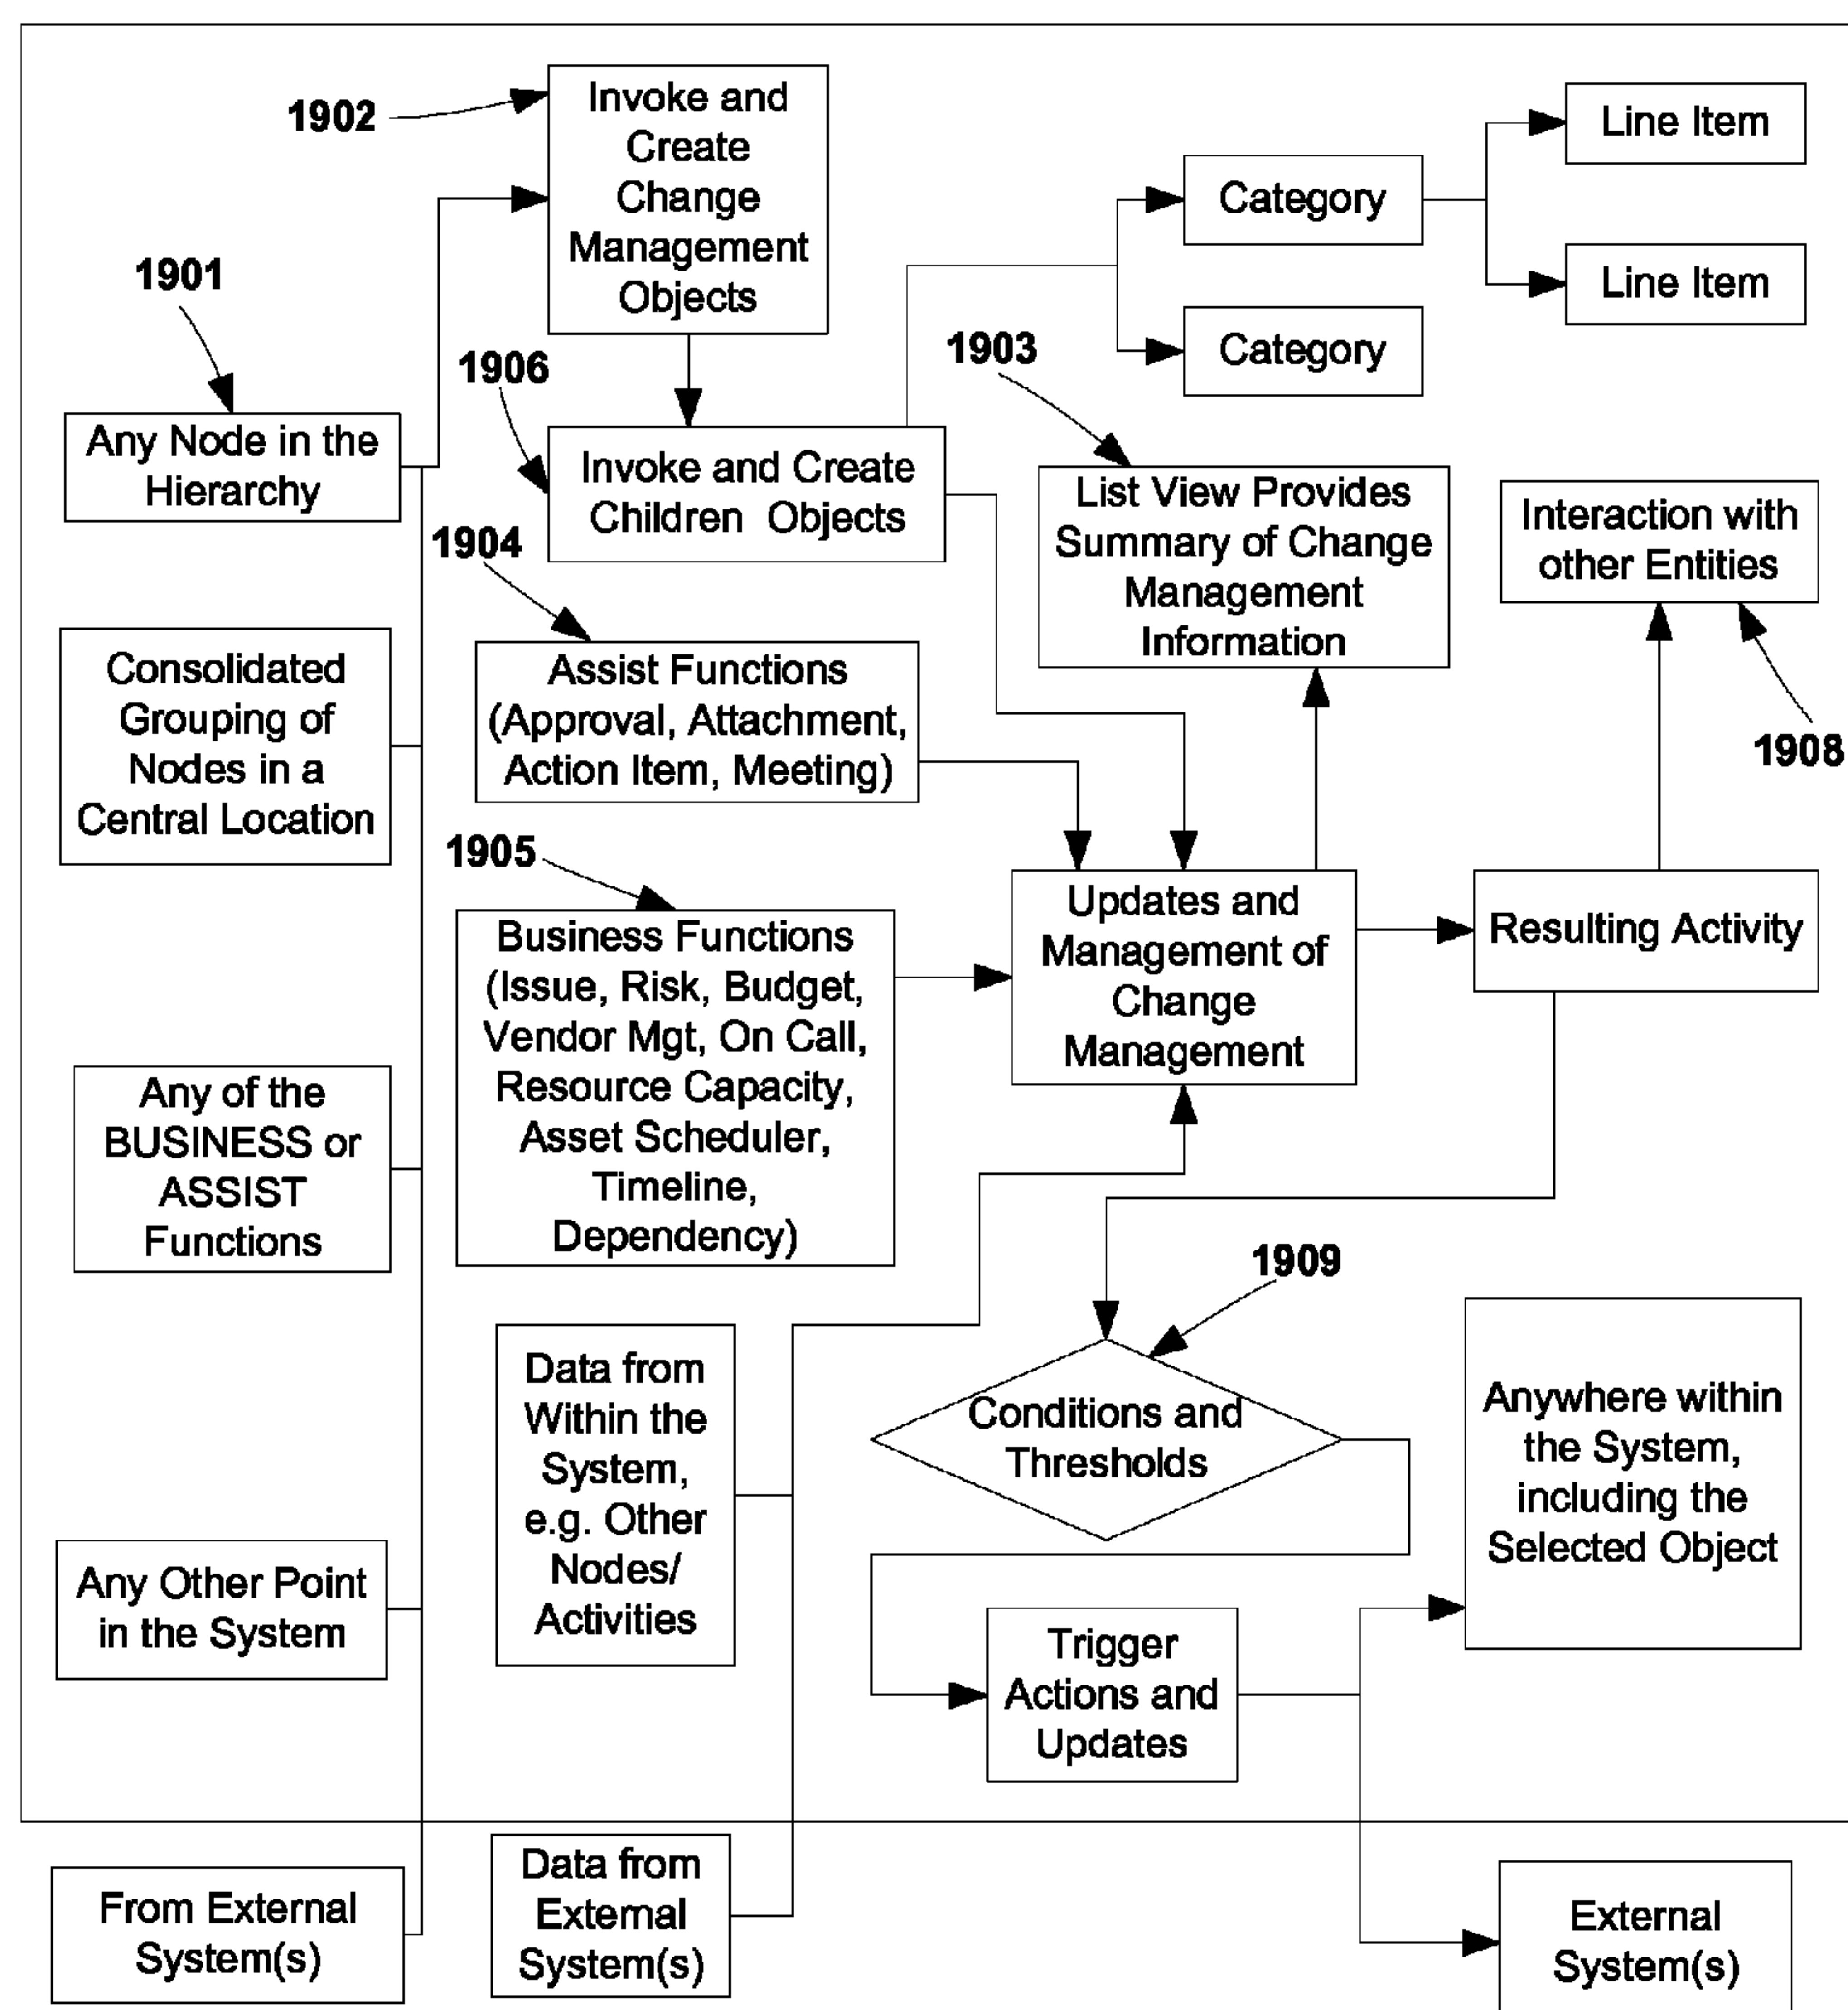 1902
Invoke and
Create
Change
Management
Objects
Line Item
Category
Line Item
Category
1901
1906
1903
Any Node in the
Hierarchy
Invoke and Create
Children Objects
List View Provides
Summary of Change
Management
Information
Interaction with
other Entities
1904
1908
Consolidated
Grouping of
Nodes in a
Central Location
Assist Functions
(Approval, Attachment,
Action Item, Meeting)
1905
Business Functions
(Issue, Risk, Budget,
Vendor Mgt, On Call,
Resource Capacity,
Asset Scheduler,
Timeline,
Dependency)
Updates and
Management of
Change
Management
Resulting Activity
Any of the
BUSINESS or
ASSIST
Functions
1909
Data from
Within the
System,
e.g. Other
Nodes/
Activities
Conditions and
Thresholds
Anywhere within
the System,
including the
Selected Object
Any Other Point
in the System
Trigger
Actions and
Updates
From External
System(s)
Data from
External
System(s)
External
System(s)